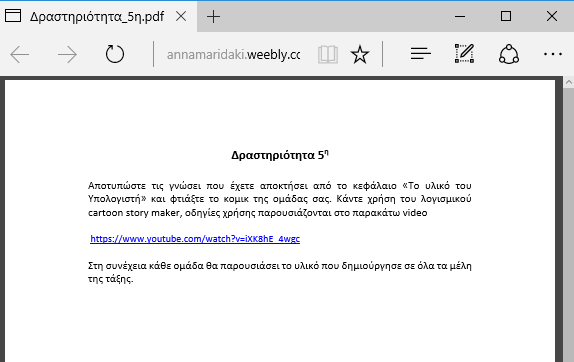 Δραστηριότητα_5η.pdf
annamaridaki.weebly.cc
Δραστηριότητα 5η
Αποτυπώστε τις γνώσει που έχετε αποκτήσει από το κεφάλαιο «Το υλικό του
Υπολογιστή» και φτιάξτε το κομικ της ομάδας σας. Κάντε χρήση του λογισμικού
cartoon story maker, οδηγίες χρήσης παρουσιάζονται στο παρακάτω video
https://www.youtube.com/watch?v=iXK8hE_4wgc
Στη συνέχεια κάθε ομάδα θα παρουσιάσει το υλικό που δημιούργησε σε όλα τα μέλη
της τάξης.